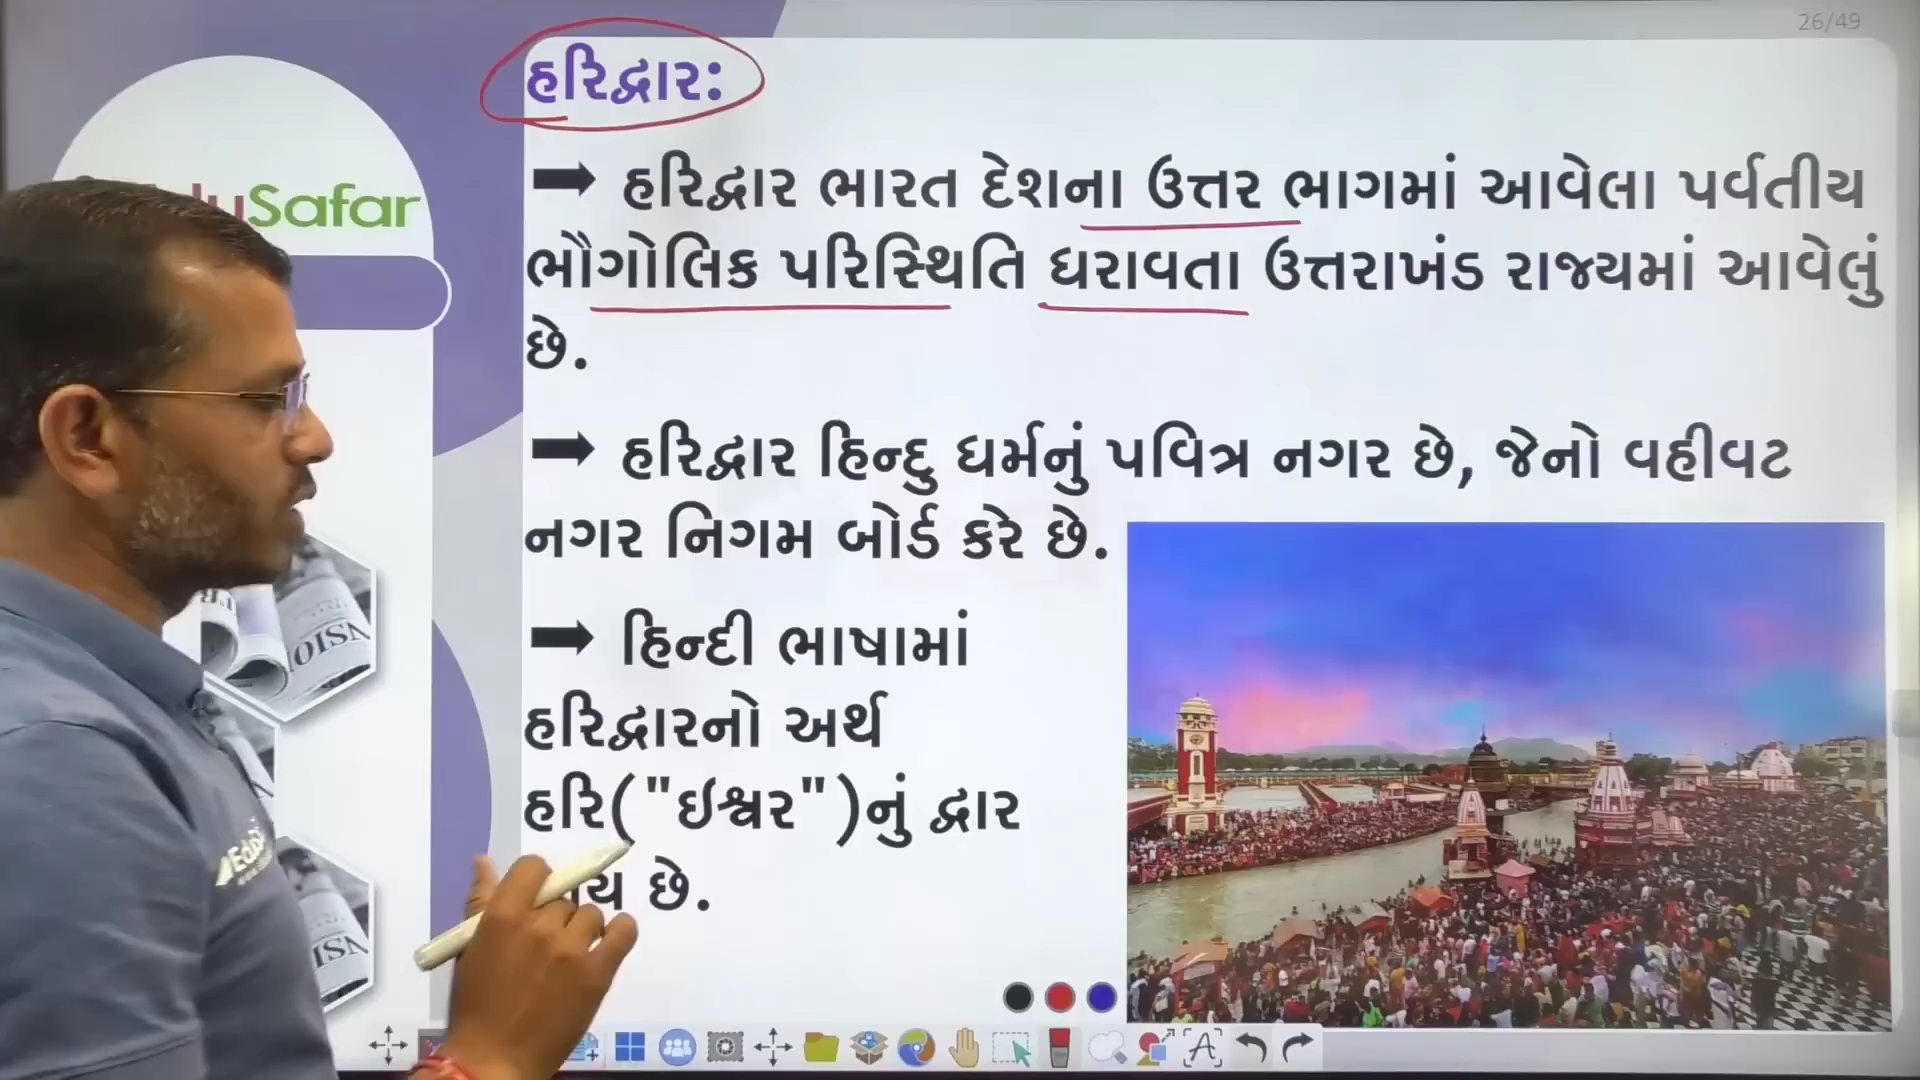 26/49
હરિદ્વાર:
Safar
➡ હરિદ્વાર ભારત દેશના ઉત્તર ભાગમાં આવેલા પર્વતીય
ભૌગોલિક પરિસ્થિતિ ધરાવતા ઉત્તરાખંડ રાજ્યમાં આવેલું
છે.
➡ હરિદ્વાર હિન્દુ ધર્મનું પવિત્ર નગર છે, જેનો વહીવટ
નગર નિગમ બોર્ડ કરે છે.
➡ હિન્દી ભાષામાં
હરિદ્વારનો અર્થ
હરિ("ઇશ્વર")નું દ્વાર
છે.